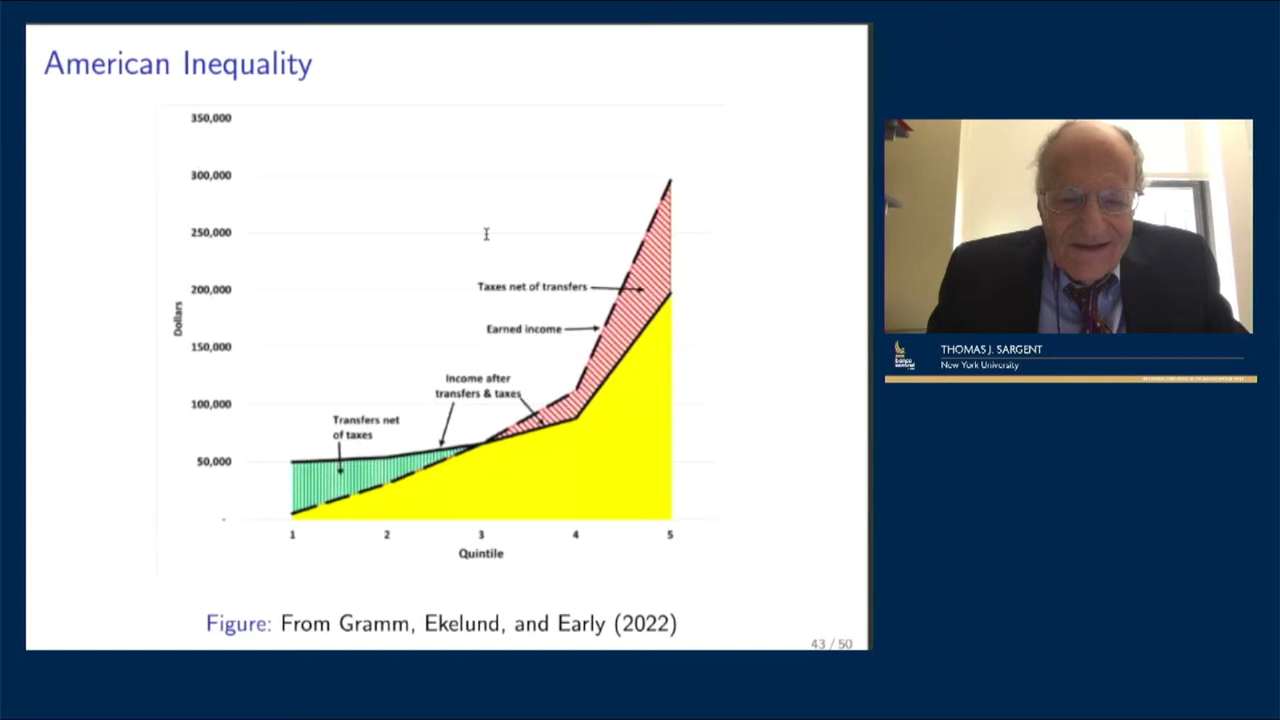 American Inequality
350,000
300,000
250,000
200,000
150,000
100,000
50,000
-
Dollars
Taxes net of transfers
Earned income
Income after
transfers & taxes
Transfers net
of taxes
1 2 3 4 5
Quintile
Figure: From Gramm, Ekelund, and Early (2022)
43 / 50
THOMAS J. SARGENT
New York University
banco
central